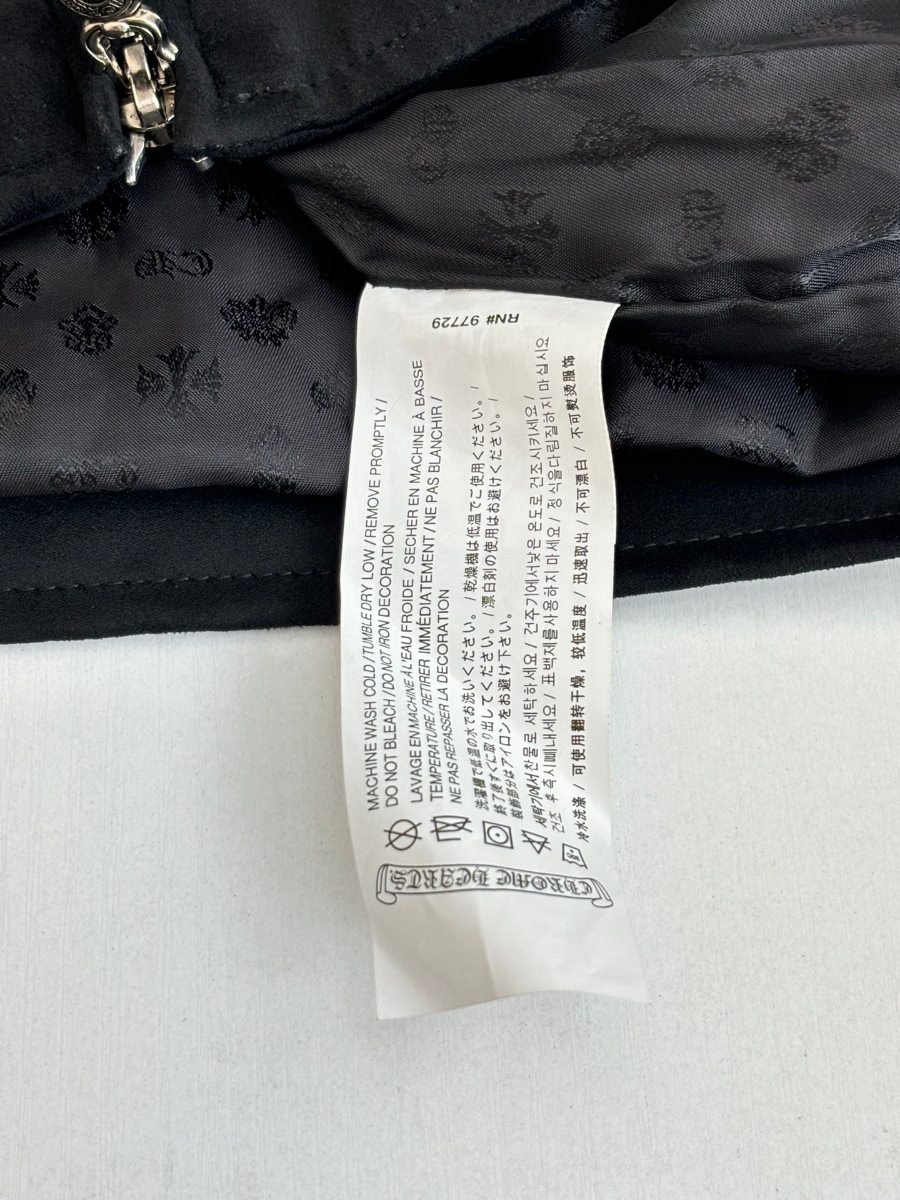 RN# 97729
MACHINE WASH COLD / TUMBLE DRY LOW / REMOVE PROMPTLY /
DO NOT BLEACH / DO NOT IRON DECORATION
LAVAGE EN MACHINE À L'EAU FROIDE / SECHER EN MACHINE À BASSE
TEMPERATURE / RETIRER IMMÉDIATEMENT / NE PAS BLANCHIR /
NE PAS REPASSER LA DECORATION
洗濯機で低温の水でお洗いください。 / 乾燥機は低温でご使用ください。 /
終了後すぐに取り出してください。 / 漂白剤の使用はお避けください。 /
装飾部分はアイロンをお避け下さい。
세탁기에서찬물로 세탁하세요 / 건주기에서낮은 온도로 건조시키세요 /
건조 후 즉시빼내세요 / 표백제를사용하지 마세요 / 장식을다림질하지 마십시요
冷水洗涤 / 可使用翻转干燥，较低温度 / 迅速取出 / 不可漂白 / 不可熨烫服飾
CHROME HEARTS